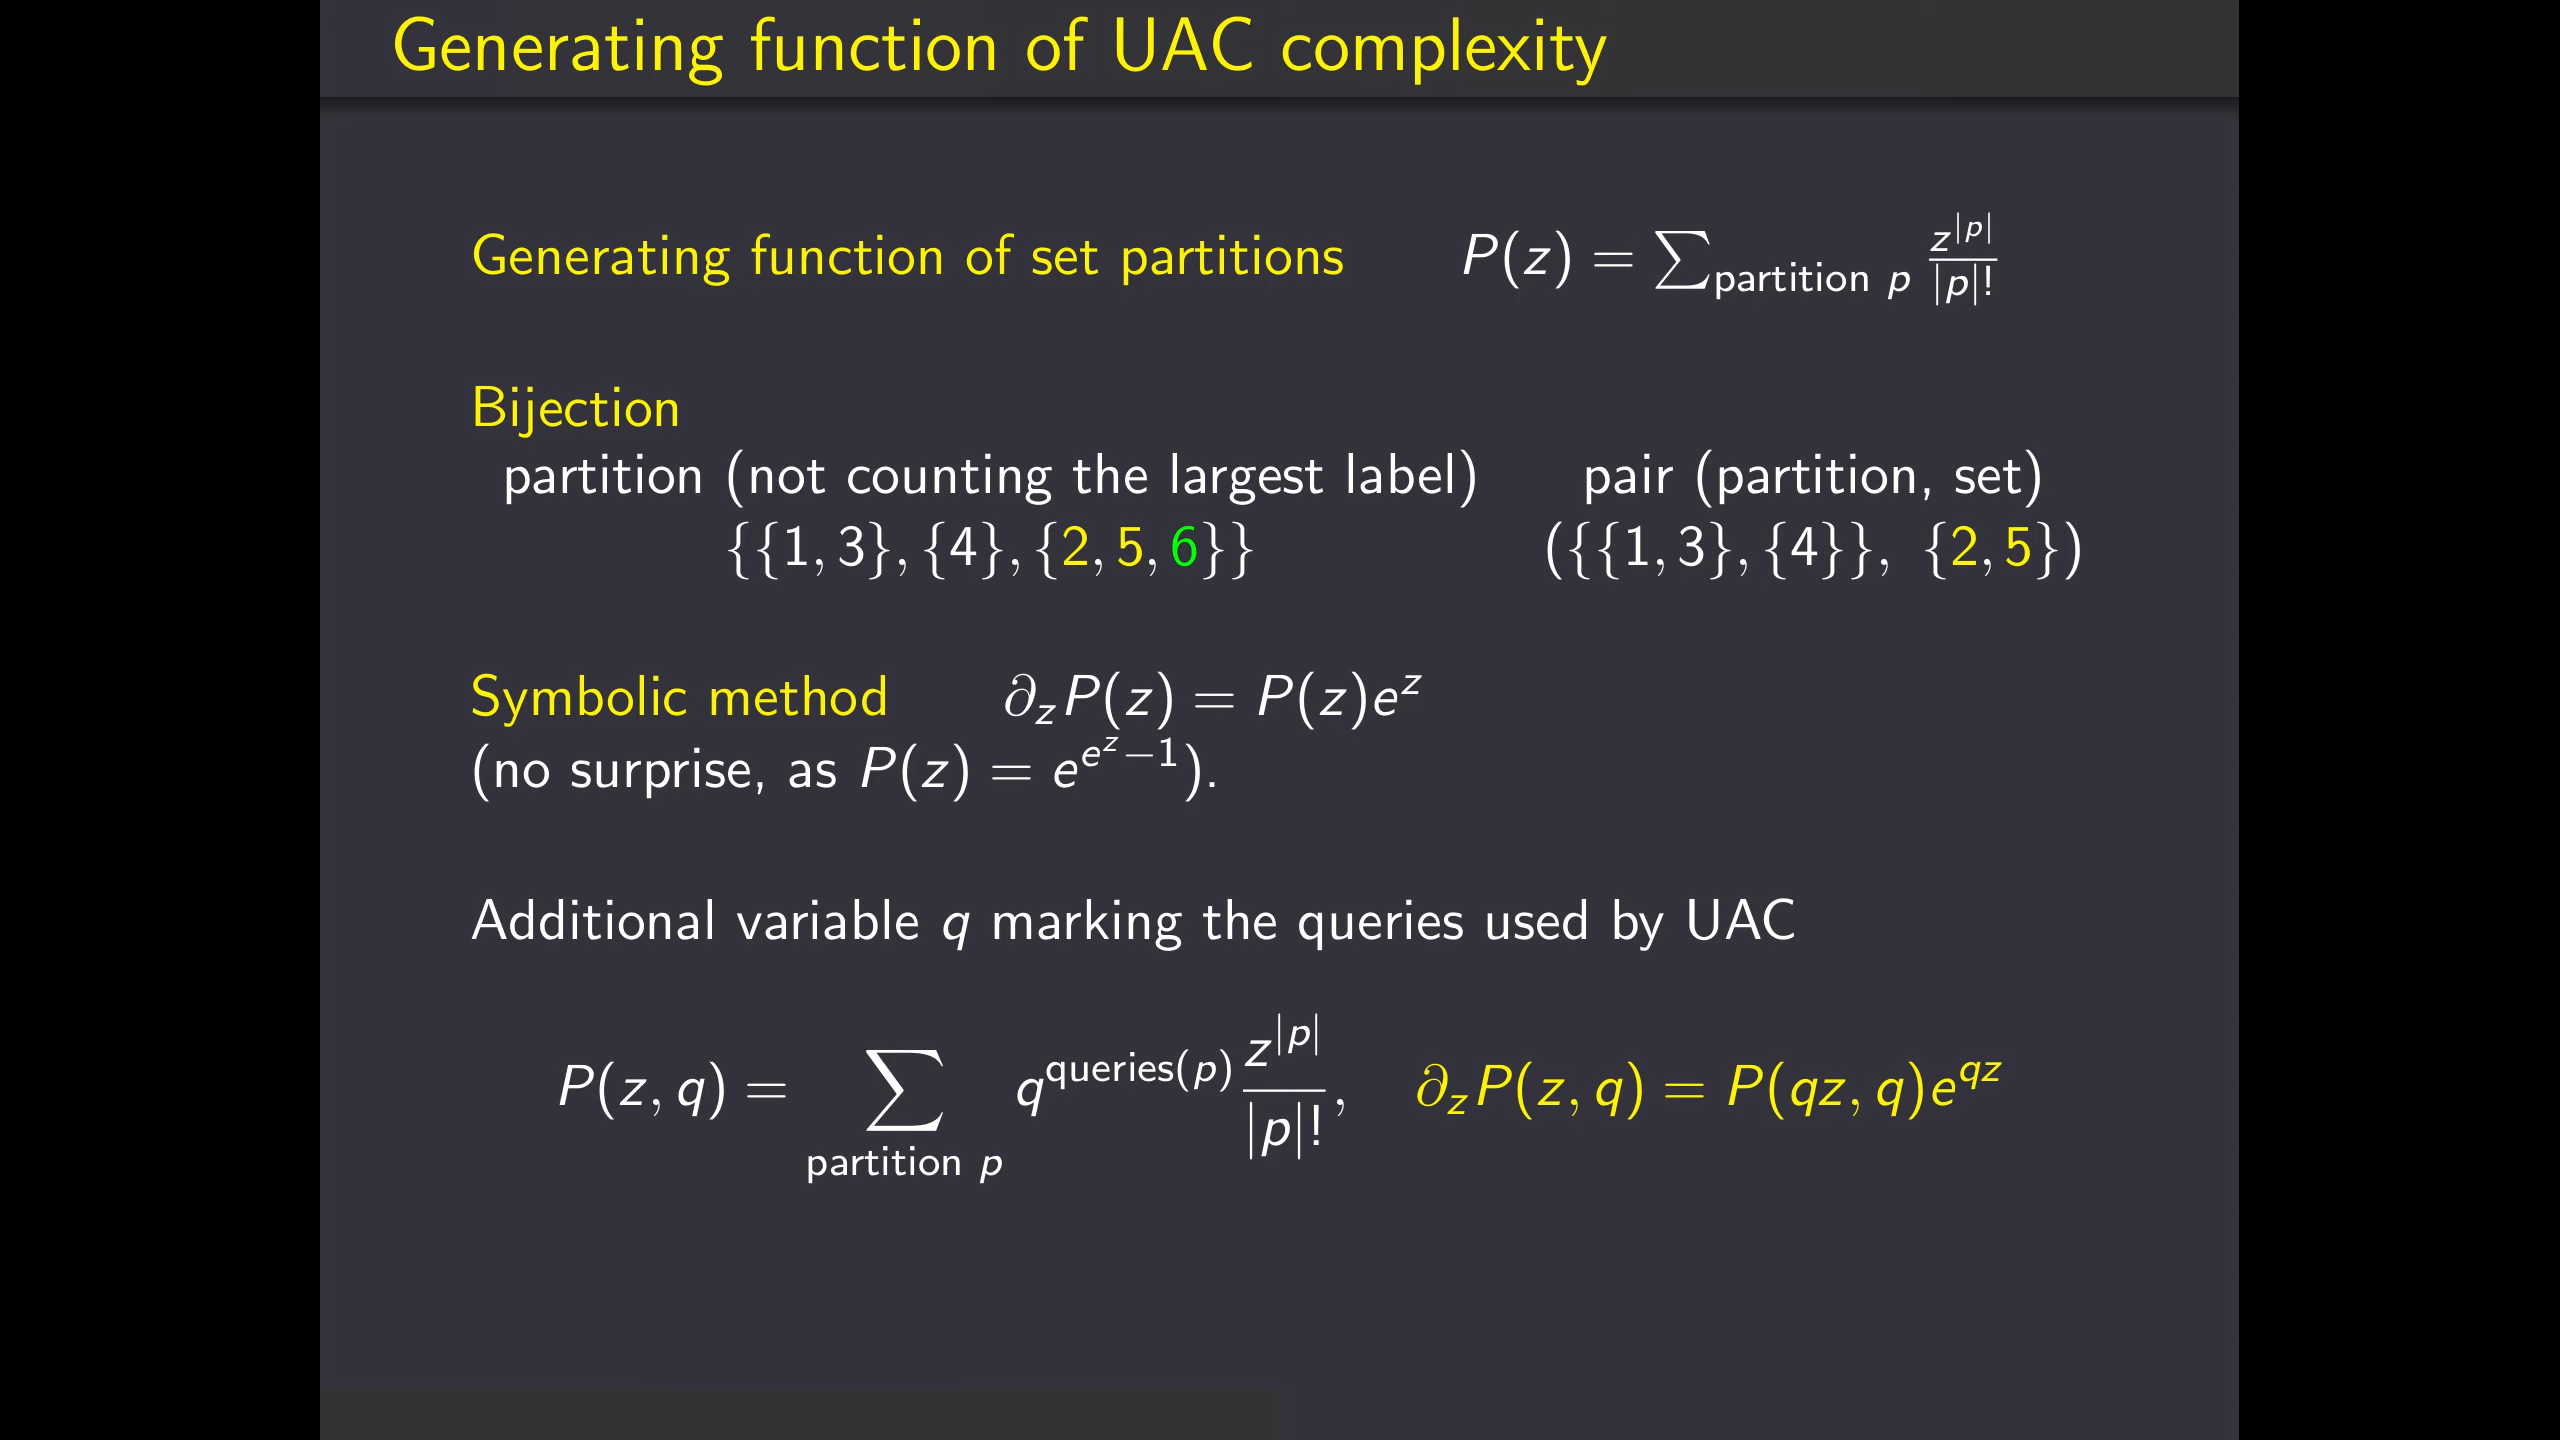 Generating function of UAC complexity
Generating function of set partitions P(z) = ∑_{partition p} z^{|p|}/|p|!
Bijection
partition (not counting the largest label) pair (partition, set)
{{1, 3}, {4}, {2, 5, 6}} ({{1, 3}, {4}}, {2, 5})
Symbolic method ∂_z P(z) = P(z)e^z
(no surprise, as P(z) = e^{e^z−1}).
Additional variable q marking the queries used by UAC
P(z, q) = ∑_{partition p} q^{queries(p)} z^{|p|}/|p|!, ∂_z P(z, q) = P(qz, q)e^{qz}